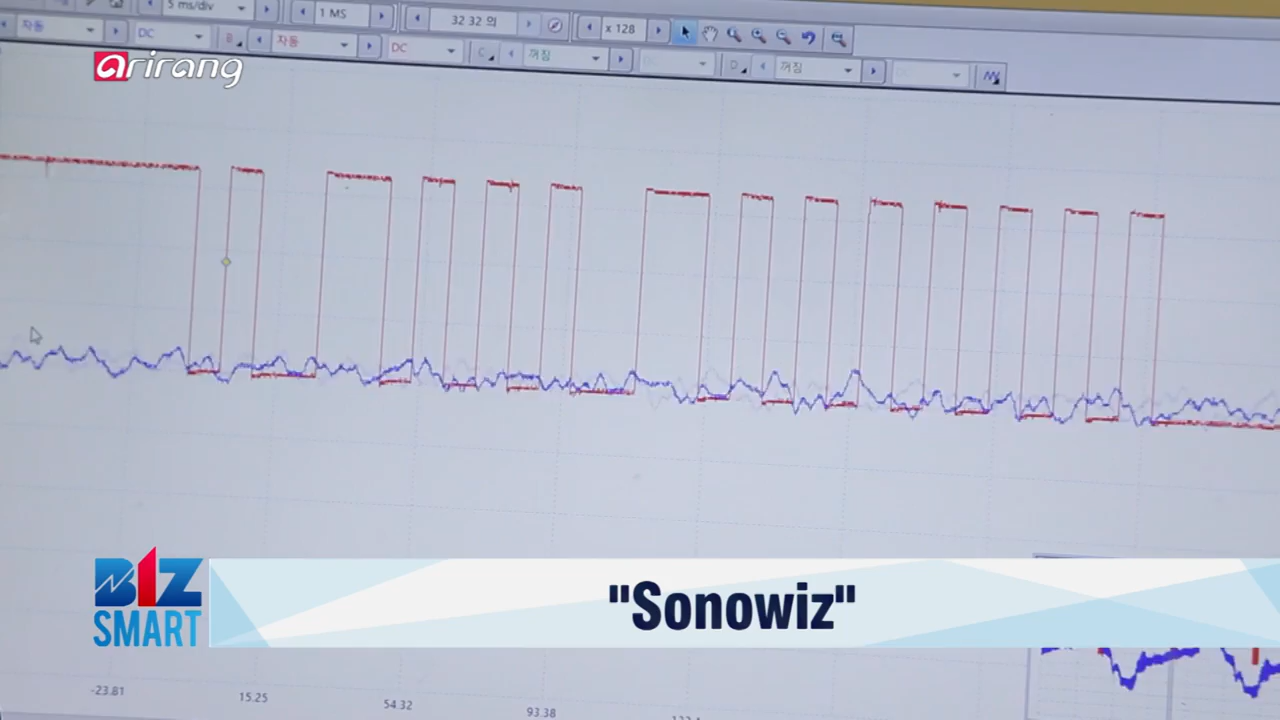 5 ms/div
1 MS
32 32 의
x 128
자동
DC
B
자동
DC
C
꺼짐
D
꺼짐
arirang
BIZ
SMART
"Sonowiz"
-23.81
15.25
54.32
93.38